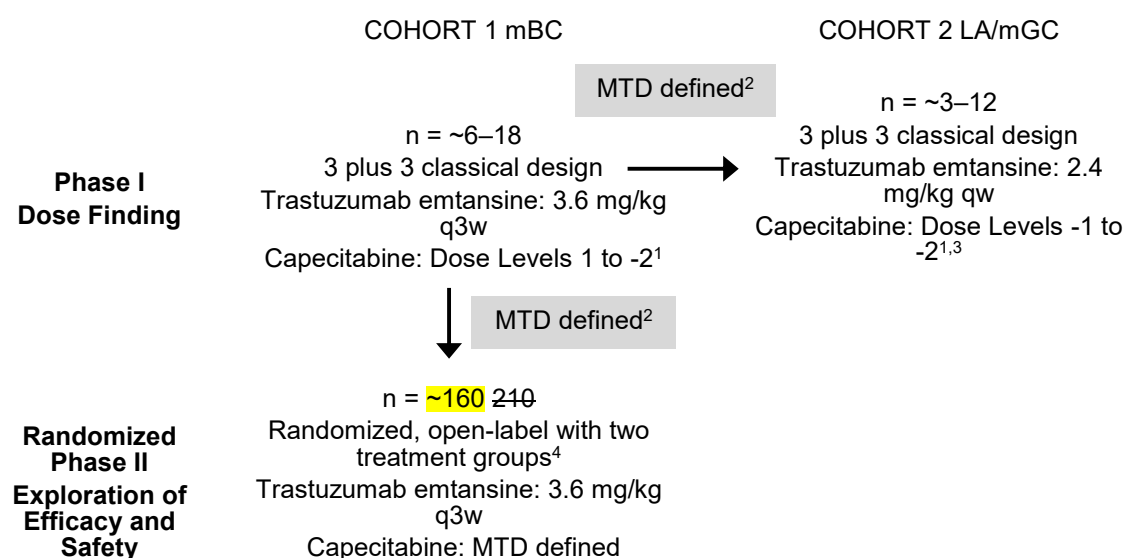 COHORT 1 mBC
COHORT 2 LA/mGC
MTD defined²
Phase I
Dose Finding
n = ~6–18
3 plus 3 classical design
Trastuzumab emtansine: 3.6 mg/kg
q3w
Capecitabine: Dose Levels 1 to -2¹
n = ~3–12
3 plus 3 classical design
Trastuzumab emtansine: 2.4
mg/kg qw
Capecitabine: Dose Levels -1 to
-2¹,³
MTD defined²
Randomized
Phase II
Exploration of
Efficacy and
Safety
n = ~160 210
Randomized, open-label with two
treatment groups⁴
Trastuzumab emtansine: 3.6 mg/kg
q3w
Capecitabine: MTD defined